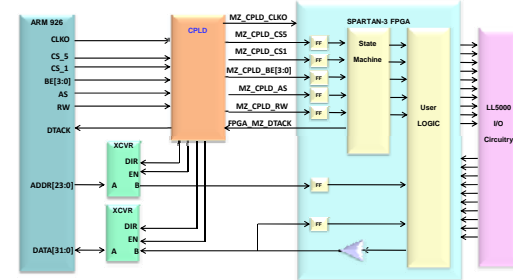 ARM 926
CPLD
MZ_CPLD_CLKO
SPARTAN-3 FPGA
CLKO
CS_5
CS_1
BE[3:0]
AS
RW
DTACK
MZ_CPLD_CS5
MZ_CPLD_CS1
MZ_CPLD_BE[3:0]
MZ_CPLD_AS
MZ_CPLD_RW
FPGA_MZ_DTACK
FF
FF
FF
FF
FF
State
Machine
User
LOGIC
LL5000
I/O
Circuitry
XCVR
DIR
EN
A B
ADDR[23:0]
FF
XCVR
DIR
EN
A B
DATA[31:0]
FF